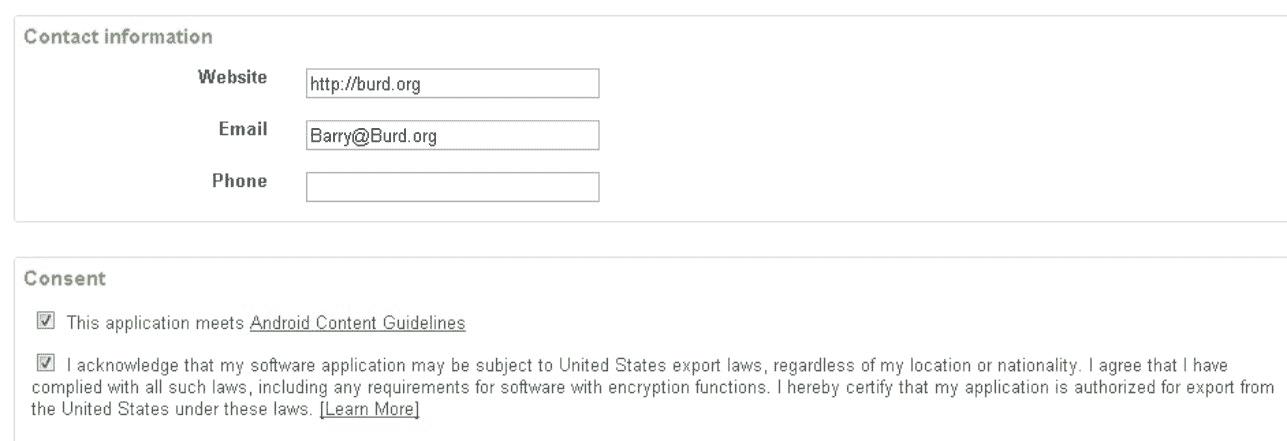 Contact information
Website http://burd.org
Email Barry@Burd.org
Phone
Consent
This application meets Android Content Guidelines
I acknowledge that my software application may be subject to United States export laws, regardless of my location or nationality. I agree that I have
complied with all such laws, including any requirements for software with encryption functions. I hereby certify that my application is authorized for export from
the United States under these laws. [Learn More]